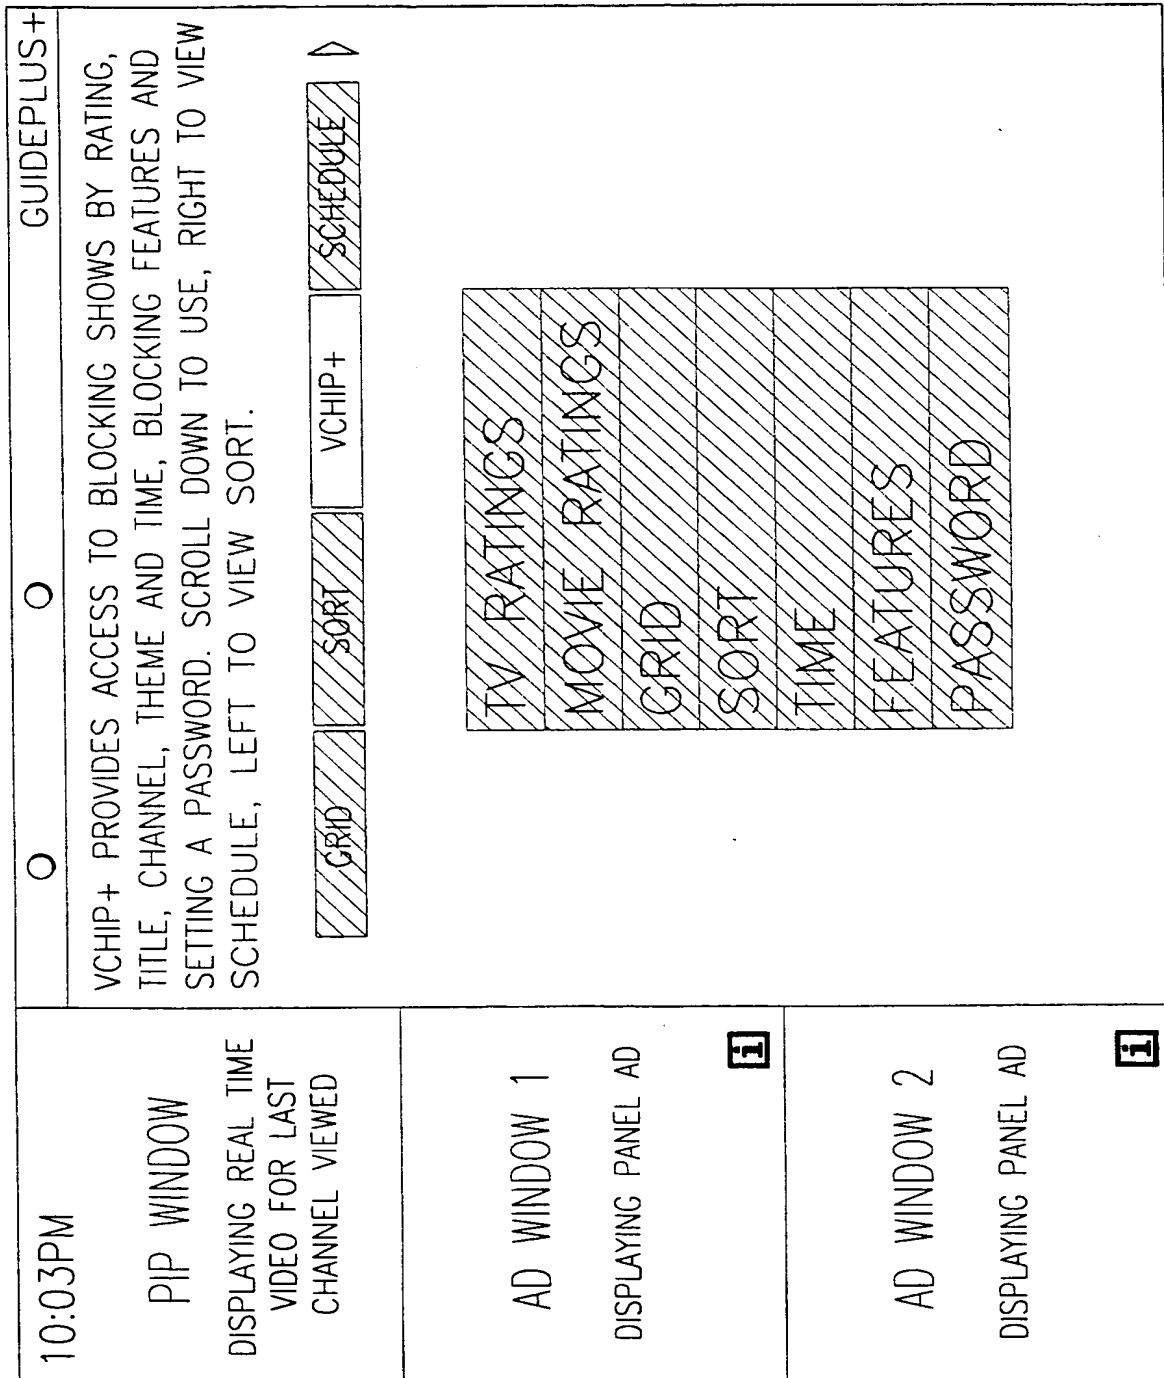 10:03PM
PIP WINDOW
DISPLAYING REAL TIME
VIDEO FOR LAST
CHANNEL VIEWED
AD WINDOW 1
DISPLAYING PANEL AD
i
AD WINDOW 2
DISPLAYING PANEL AD
i
GUIDEPLUS+
VCHIP+ PROVIDES ACCESS TO BLOCKING SHOWS BY RATING,
TITLE, CHANNEL, THEME AND TIME, BLOCKING FEATURES AND
SETTING A PASSWORD. SCROLL DOWN TO USE, RIGHT TO VIEW
SCHEDULE, LEFT TO VIEW SORT.
GRID SORT VCHIP+ SCHEDULE
TV RATINGS
MOVIE RATINGS
GRID
SORT
TIME
FEATURES
PASSWORD